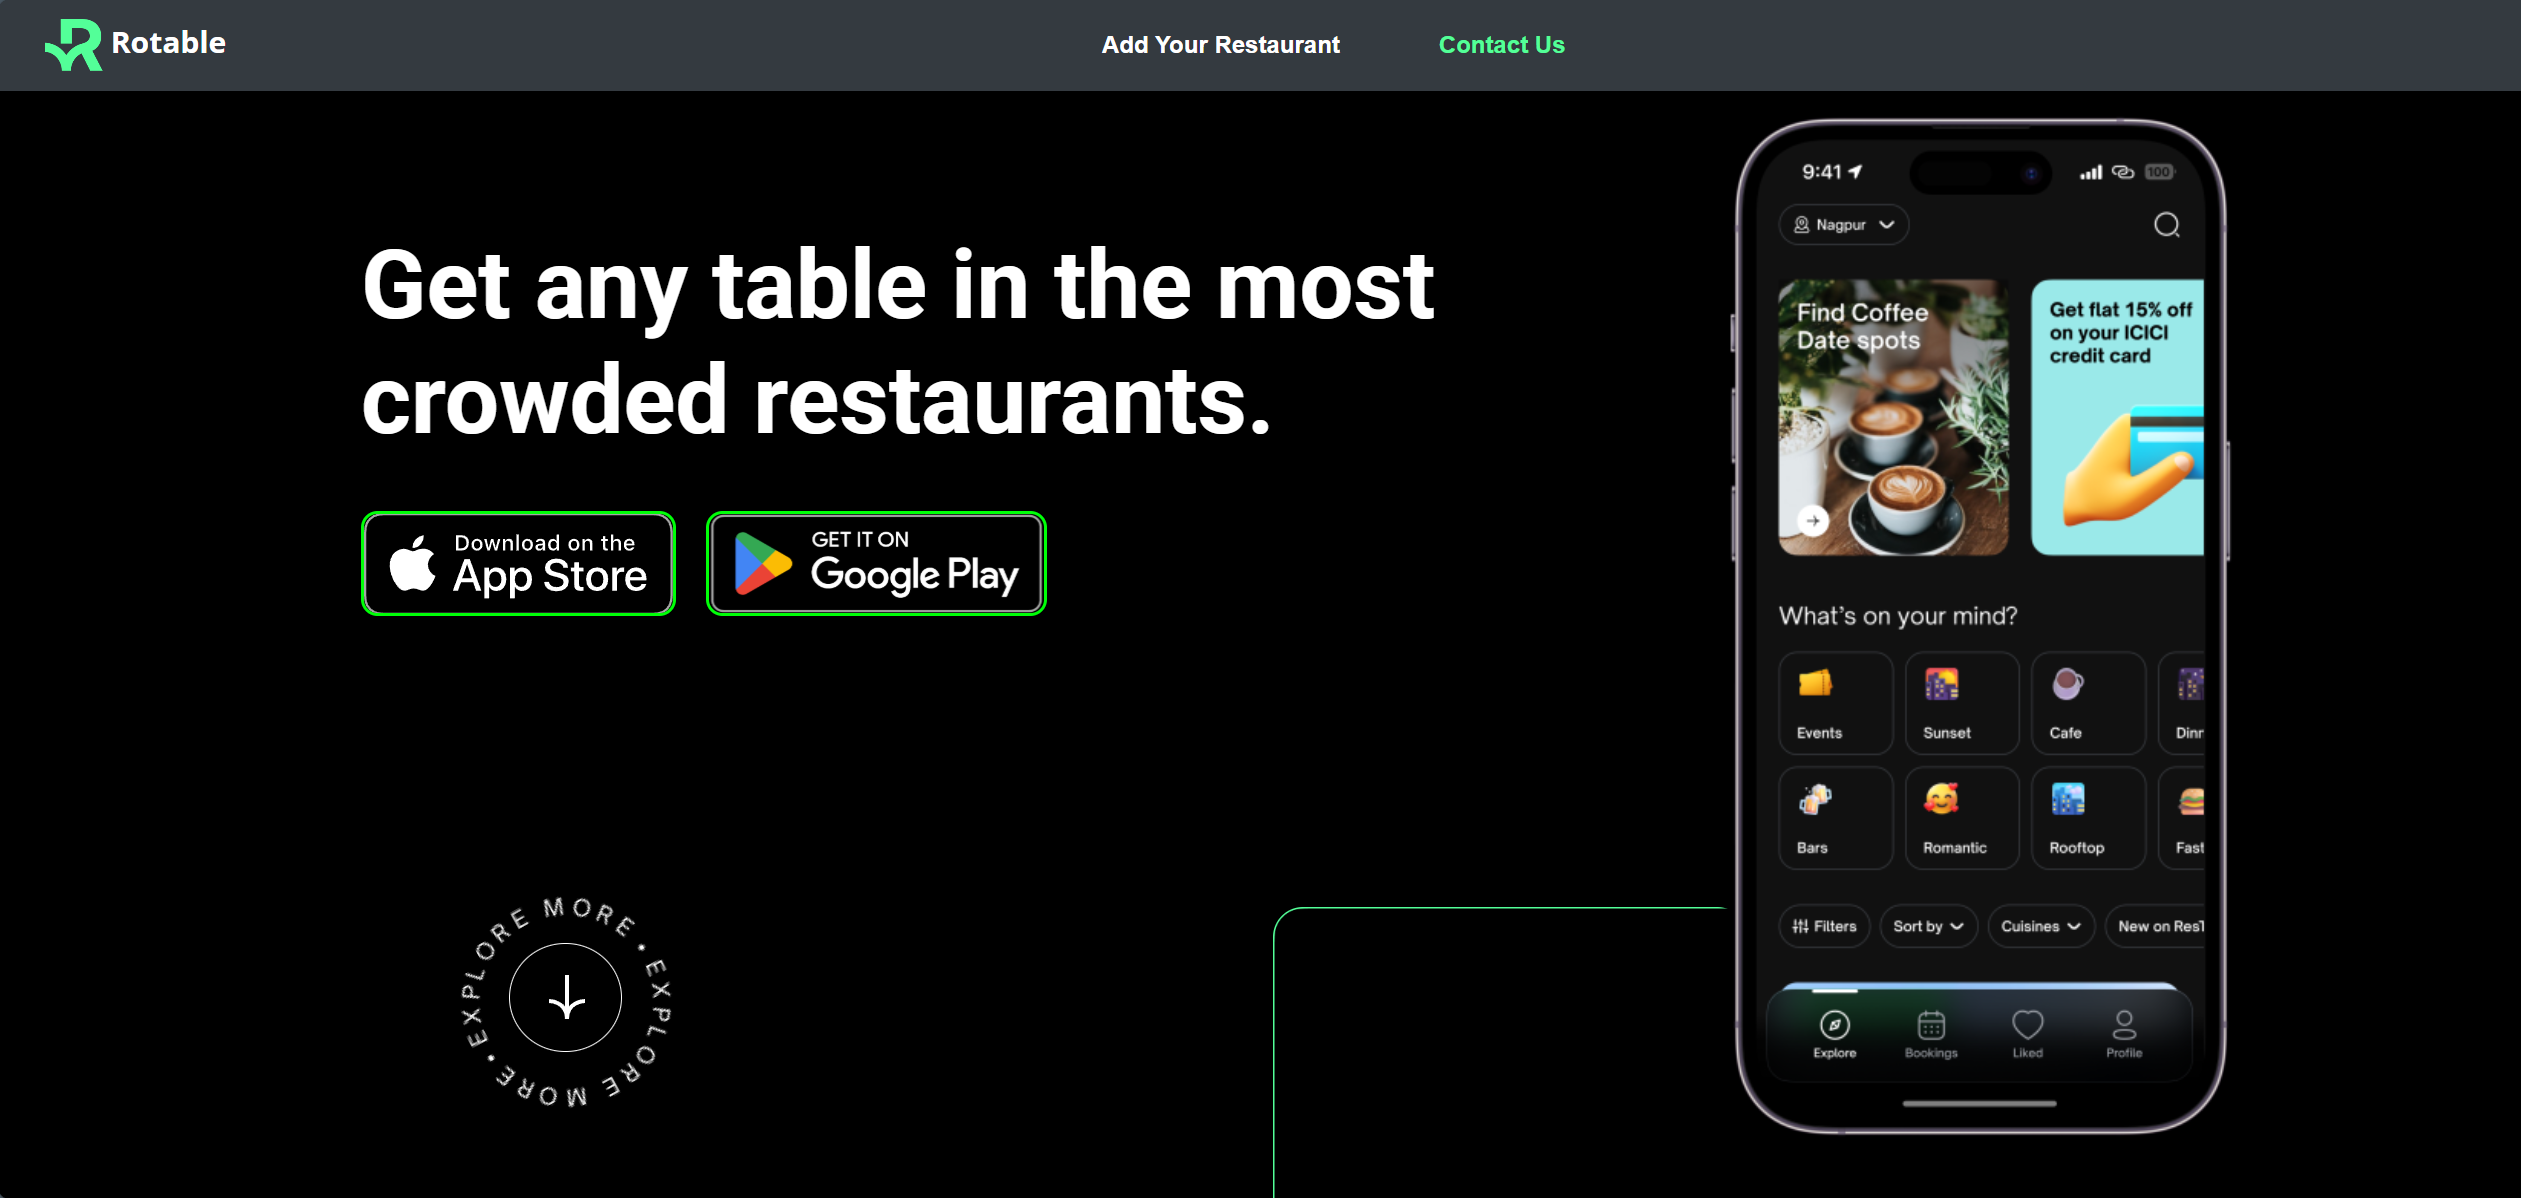 Rotable
Add Your Restaurant
Contact Us
Get any table in the most
crowded restaurants.
Download on the
App Store
GET IT ON
Google Play
EXPLORE MORE • EXPLORE MORE •
9:41
100
Nagpur
Find Coffee
Date spots
Get flat 15% off
on your ICICI
credit card
What's on your mind?
Events
Sunset
Cafe
Dinn
Bars
Romantic
Rooftop
Fast
Filters
Sort by
Cuisines
New on ResT
Explore
Bookings
Liked
Profile